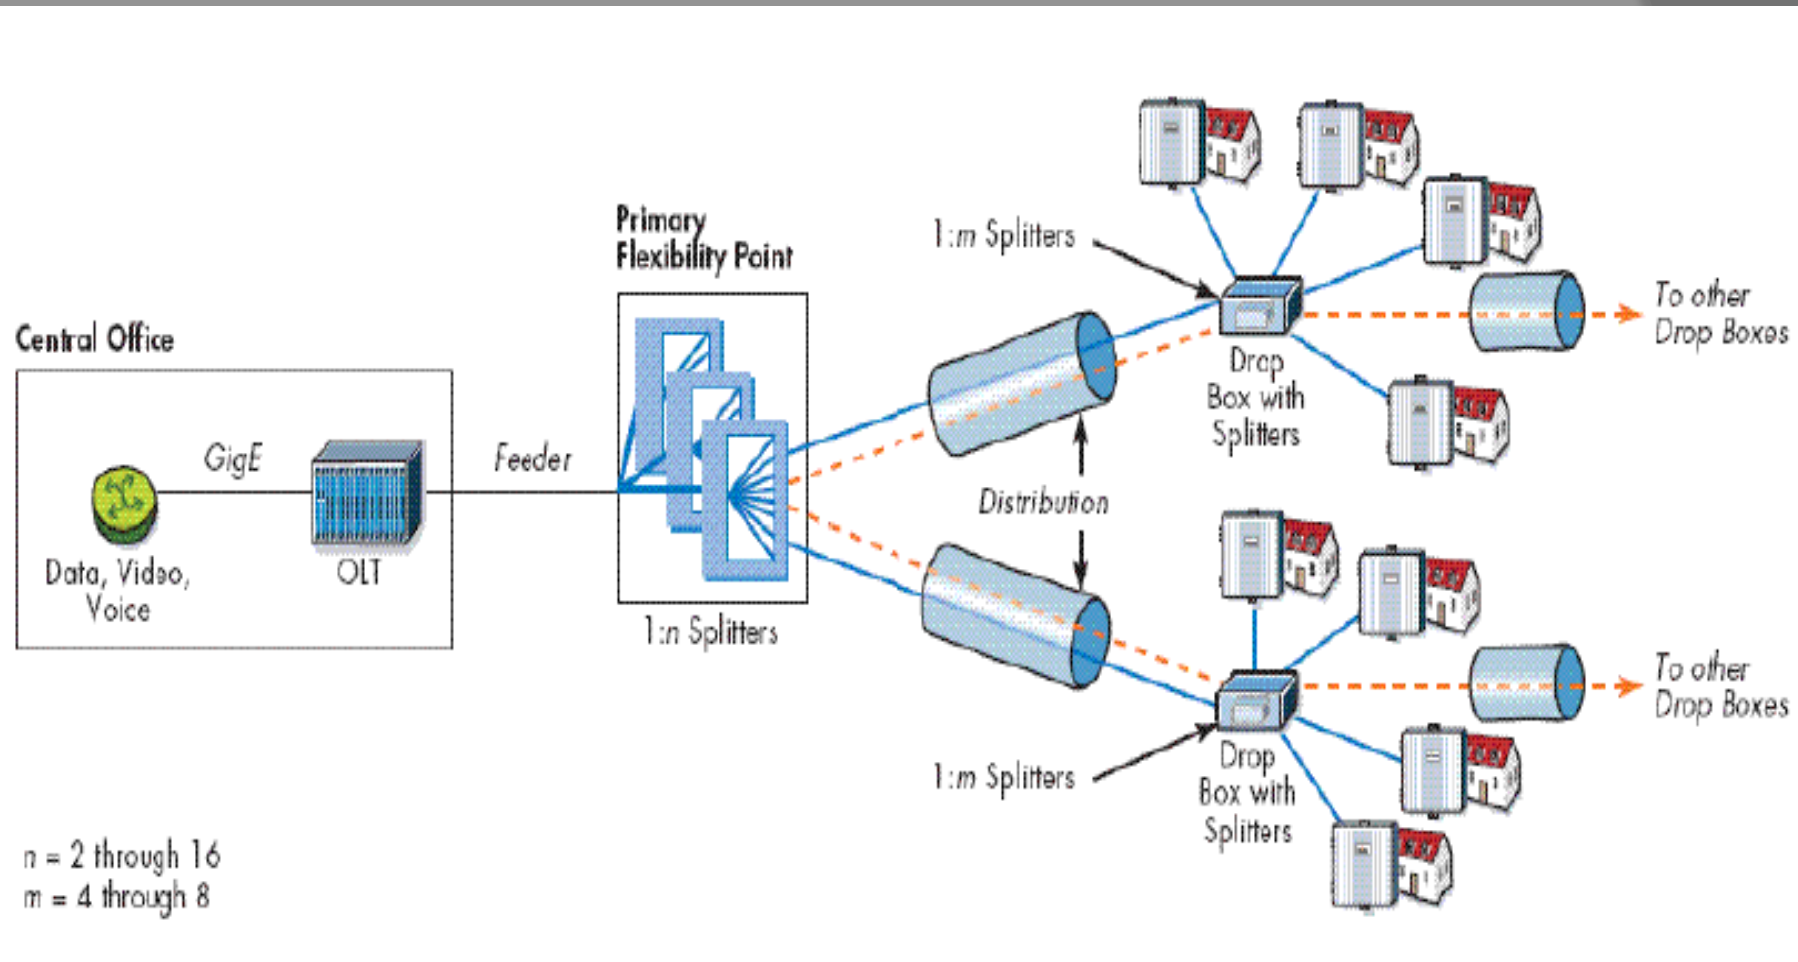 Primary
Flexibility Point
1:m Splitters
To other
Drop Boxes
Central Office
Drop
Box with
Splitters
GigE
Feeder
Distribution
Data, Video,
Voice
OLT
1:n Splitters
To other
Drop Boxes
1:m Splitters
Drop
Box with
Splitters
n = 2 through 16
m = 4 through 8